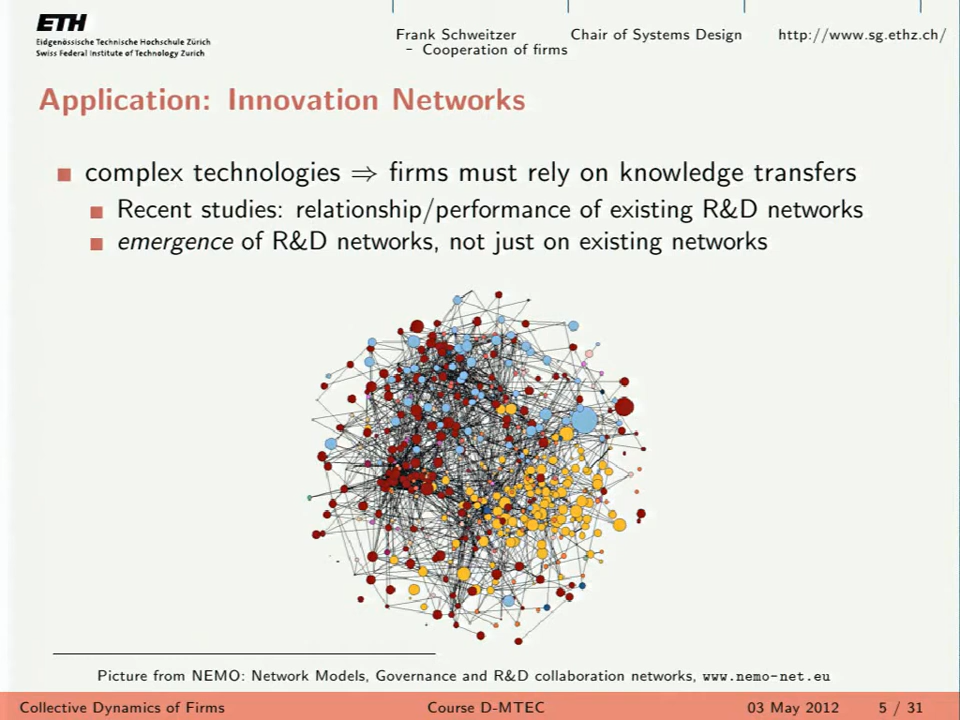 ETH
Eidgenössische Technische Hochschule Zürich
Swiss Federal Institute of Technology Zurich
Frank Schweitzer Chair of Systems Design http://www.sg.ethz.ch/
– Cooperation of firms
Application: Innovation Networks
complex technologies ⇒ firms must rely on knowledge transfers
Recent studies: relationship/performance of existing R&D networks
emergence of R&D networks, not just on existing networks
Picture from NEMO: Network Models, Governance and R&D collaboration networks, www.nemo-net.eu
Collective Dynamics of Firms Course D-MTEC 03 May 2012 5 / 31